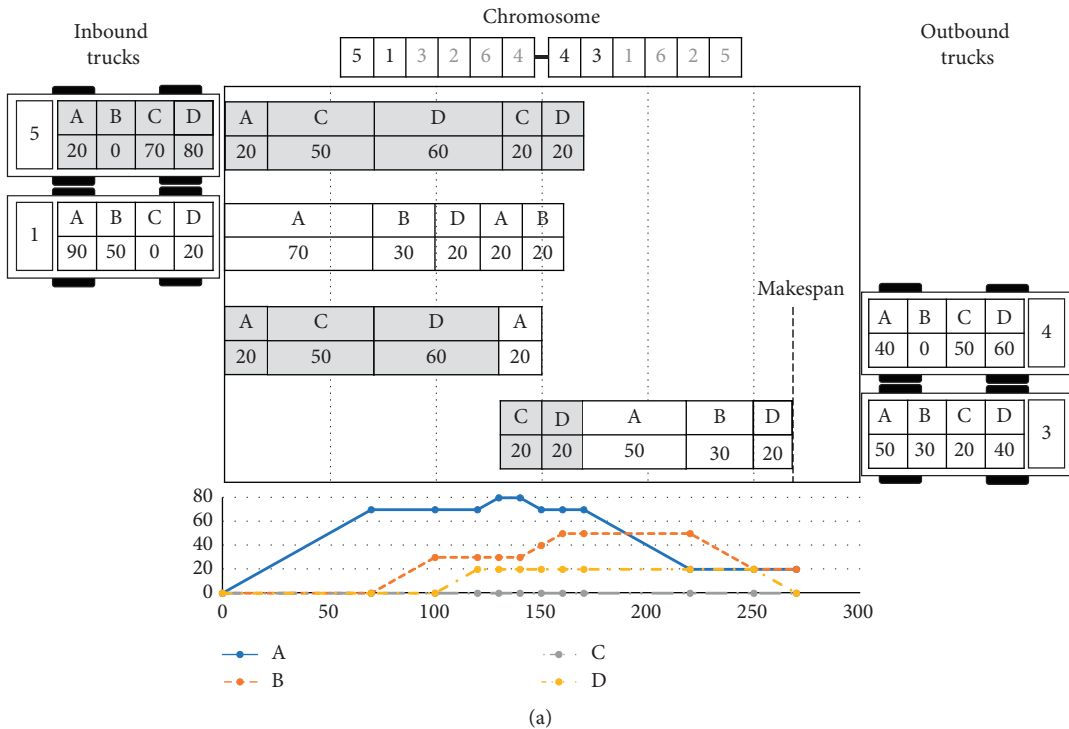 Chromosome
Inbound trucks
Outbound trucks
5 1 3 2 6 4 4 3 1 6 2 5
5
A B C D
20 0 70 80
A C D C D
20 50 60 20 20
1
A B C D
90 50 0 20
A B D A B
70 30 20 20 20
Makespan
A C D A
20 50 60 20
A B C D
40 0 50 60
4
C D A B D
20 20 50 30 20
A B C D
50 30 20 40
3
80
60
40
20
0
0 50 100 150 200 250 300
A
B
C
D
(a)